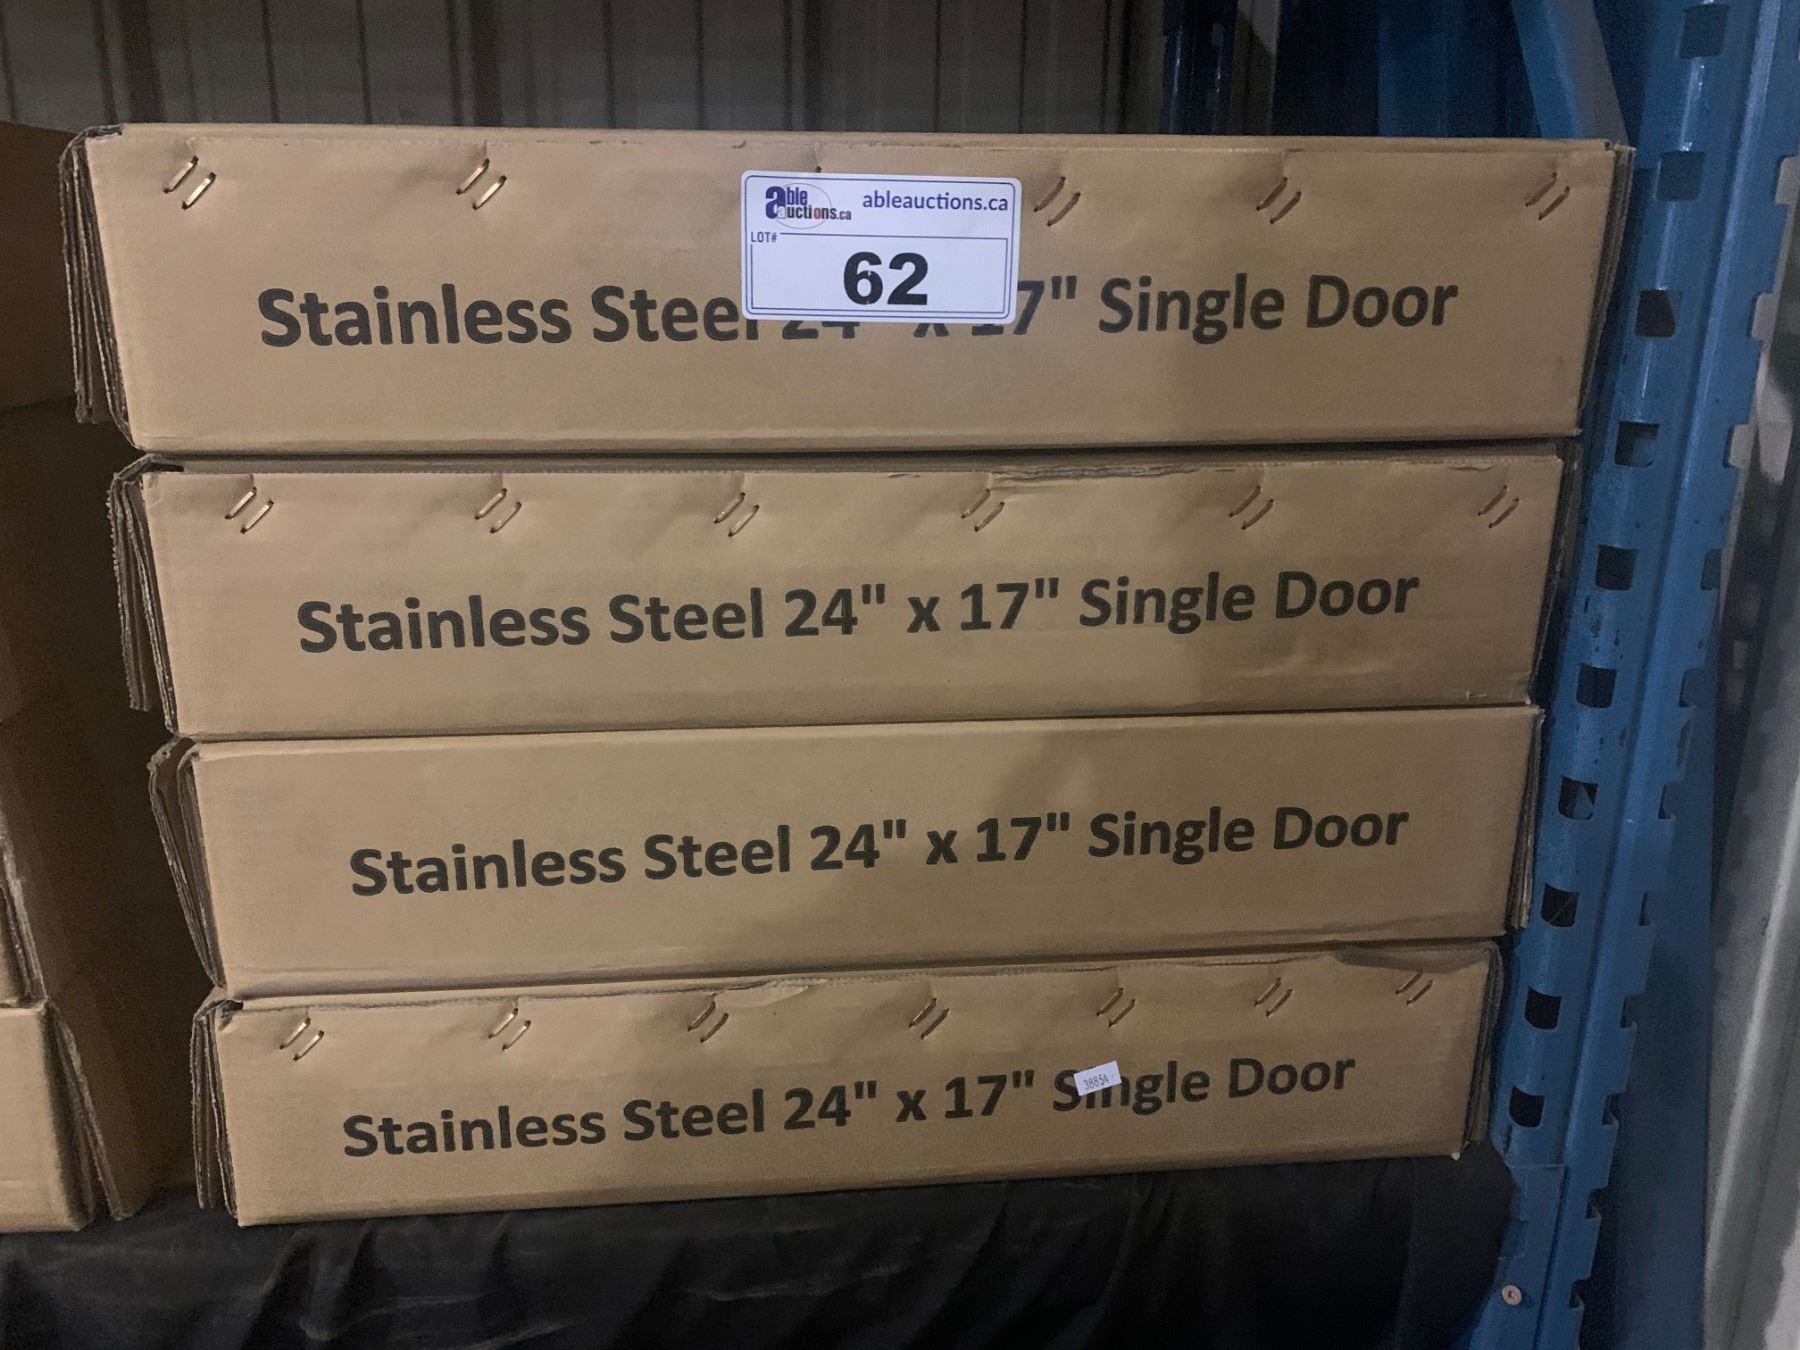 able auctions.ca ableauctions.ca
LOT#
62
Stainless Steel 24" x 17" Single Door
Stainless Steel 24" x 17" Single Door
Stainless Steel 24" x 17" Single Door
Stainless Steel 24" x 17" Single Door
38854